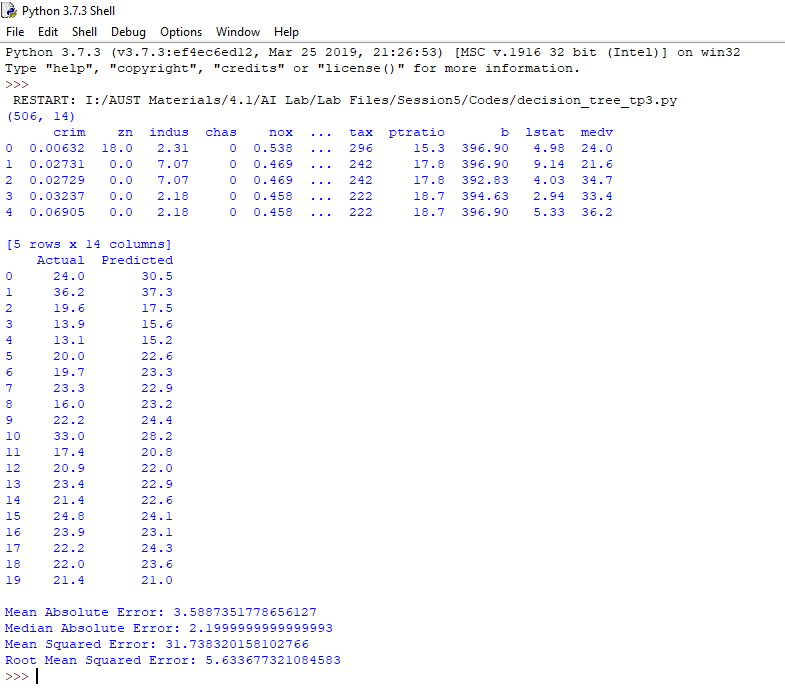 Python 3.7.3 Shell
File Edit Shell Debug Options Window Help
Python 3.7.3 (v3.7.3:ef4ec6ed12, Mar 25 2019, 21:26:53) [MSC v.1916 32 bit (Intel)] on win32
Type "help", "copyright", "credits" or "license()" for more information.
>>>
 RESTART: I:/AUST Materials/4.1/AI Lab/Lab Files/Session5/Codes/decision_tree_tp3.py
(506, 14)
      crim    zn  indus  chas    nox  ...  tax  ptratio       b  lstat  medv
0  0.00632  18.0   2.31     0  0.538  ...  296     15.3  396.90   4.98  24.0
1  0.02731   0.0   7.07     0  0.469  ...  242     17.8  396.90   9.14  21.6
2  0.02729   0.0   7.07     0  0.469  ...  242     17.8  392.83   4.03  34.7
3  0.03237   0.0   2.18     0  0.458  ...  222     18.7  394.63   2.94  33.4
4  0.06905   0.0   2.18     0  0.458  ...  222     18.7  396.90   5.33  36.2
[5 rows x 14 columns]
    Actual  Predicted
0     24.0       30.5
1     36.2       37.3
2     19.6       17.5
3     13.9       15.6
4     13.1       15.2
5     20.0       22.6
6     19.7       23.3
7     23.3       22.9
8     16.0       23.2
9     22.2       24.4
10    33.0       28.2
11    17.4       20.8
12    20.9       22.0
13    23.4       22.9
14    21.4       22.6
15    24.8       24.1
16    23.9       23.1
17    22.2       24.3
18    22.0       23.6
19    21.4       21.0
Mean Absolute Error: 3.5887351778656127
Median Absolute Error: 2.1999999999999993
Mean Squared Error: 31.738320158102766
Root Mean Squared Error: 5.633677321084583
>>>